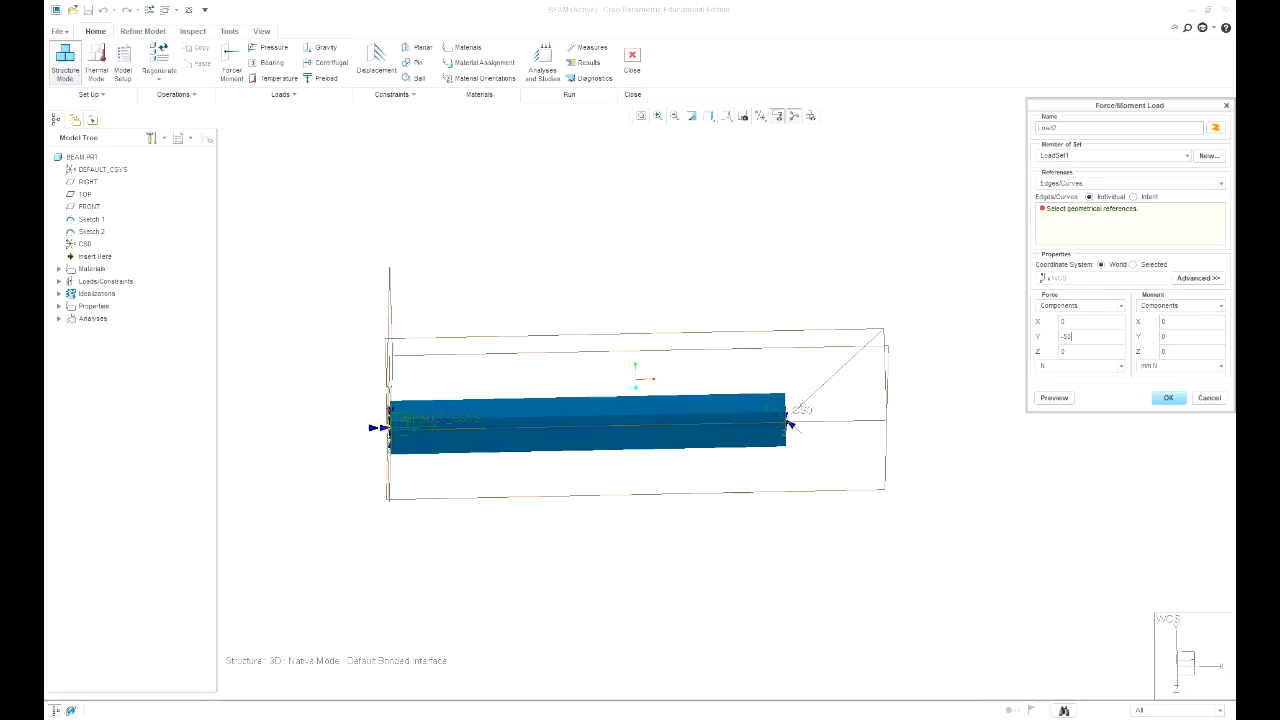 BEAM (Active) - Creo Parametric Educational Edition
File Home Refine Model Inspect Tools View
Structure Mode
Thermal Mode
Model Setup
Regenerate
Copy
Paste
Force/Moment
Pressure
Bearing
Temperature
Gravity
Centrifugal
Preload
Displacement
Planar
Pin
Ball
Materials
Material Assignment
Material Orientations
Analyses and Studies
Measures
Results
Diagnostics
Close
Set Up Operations Loads Constraints Materials Run Close
Model Tree
BEAM.PRT
DEFAULT_CSYS
RIGHT
TOP
FRONT
Sketch 1
Sketch 2
CS0
Insert Here
Materials
Loads/Constraints
Idealizations
Properties
Analyses
DEFAULT_CSYS
CS0
Structure : 3D : Native Mode : Default Bonded Interface
Force/Moment Load
Name
Load2
Member of Set
LoadSet1 New...
References
Edges/Curves
Edges/Curves Individual Intent
Select geometrical references.
Properties
Coordinate System: World Selected
WCS Advanced >>
Force Moment
Components Components
X 0 X 0
Y -50 Y 0
Z 0 Z 0
N mm N
Preview OK Cancel
WCS
Y
X
Z
All